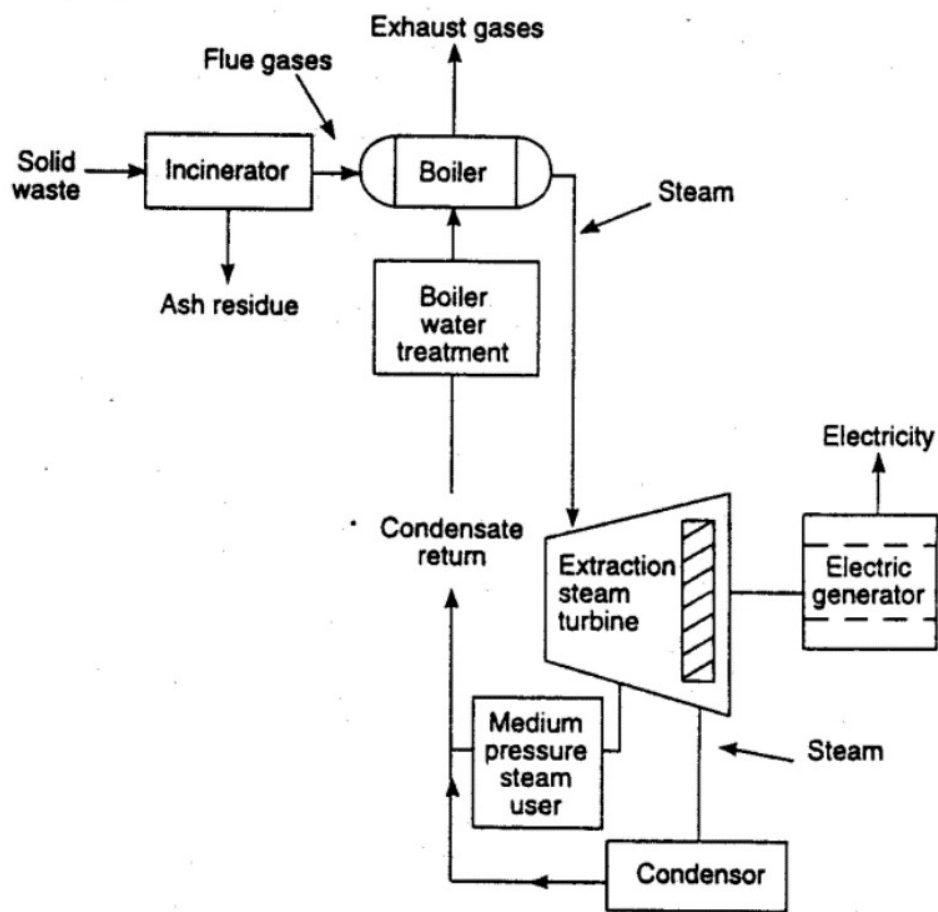 Exhaust gases
Flue gases
Solid
waste
Incinerator
Boiler
Steam
Ash residue
Boiler
water
treatment
Electricity
Condensate
return
Extraction
steam
turbine
Electric
generator
Medium
pressure
steam
user
Steam
Condensor